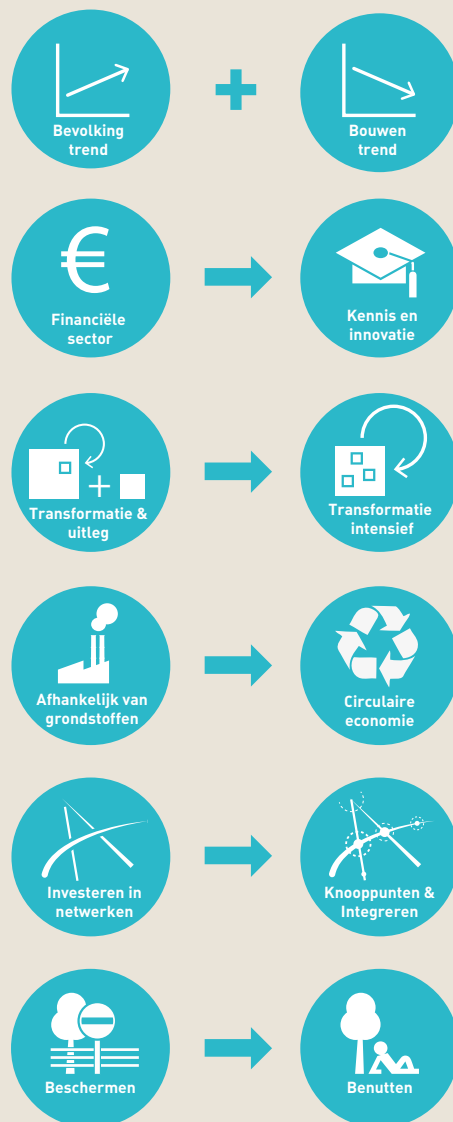 Bevolking
trend
Bouwen
trend
€
Financiële
sector
Kennis en
innovatie
Transformatie &
uitleg
Transformatie
intensief
Afhankelijk van
grondstoffen
Circulaire
economie
Investeren in
netwerken
Knooppunten &
Integreren
Beschermen
Benutten